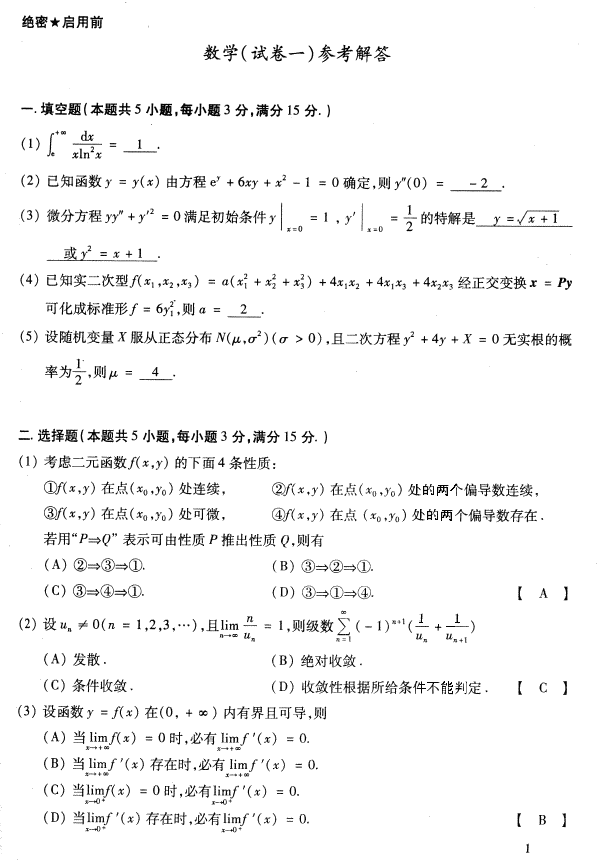 绝密★启用前
数学(试卷一)参考解答
一.填空题(本题共5小题,每小题3分,满分15分.)
(1) ∫_e^{+∞} dx/(xln²x) = 1 .
(2) 已知函数 y = y(x) 由方程 e^y + 6xy + x² - 1 = 0 确定,则 y″(0) = -2 .
(3) 微分方程 yy″ + y′² = 0 满足初始条件 y|_{x=0} = 1 , y′|_{x=0} = 1/2 的特解是 y =√(x + 1)
或 y² = x + 1 .
(4) 已知实二次型 f(x₁,x₂,x₃) = a(x₁² + x₂² + x₃²) + 4x₁x₂ + 4x₁x₃ + 4x₂x₃ 经正交变换 x = Py
可化成标准形 f = 6y₁²,则 a = 2 .
(5) 设随机变量 X 服从正态分布 N(μ,σ²)(σ > 0),且二次方程 y² + 4y + X = 0 无实根的概
率为 1/2,则 μ = 4 .
二.选择题(本题共5小题,每小题3分,满分15分.)
(1) 考虑二元函数 f(x,y) 的下面4条性质:
①f(x,y) 在点(x₀,y₀) 处连续, ②f(x,y) 在点(x₀,y₀) 处的两个偏导数连续,
③f(x,y) 在点(x₀,y₀) 处可微, ④f(x,y) 在点 (x₀,y₀) 处的两个偏导数存在.
若用“P⇒Q” 表示可由性质 P 推出性质 Q,则有
(A) ②⇒③⇒①. (B) ③⇒②⇒①.
(C) ③⇒④⇒①. (D) ③⇒①⇒④. 【 A 】
(2) 设 uₙ ≠ 0(n = 1,2,3,⋯),且 lim_{n→∞} n/uₙ = 1,则级数 ∑_{n=1}^{∞} (-1)^{n+1}(1/uₙ + 1/uₙ₊₁)
(A) 发散. (B) 绝对收敛.
(C) 条件收敛. (D) 收敛性根据所给条件不能判定. 【 C 】
(3) 设函数 y = f(x) 在(0, + ∞) 内有界且可导,则
(A) 当 lim_{x→+∞} f(x) = 0 时,必有 lim_{x→+∞} f ′(x) = 0.
(B) 当 lim_{x→+∞} f ′(x) 存在时,必有 lim_{x→+∞} f ′(x) = 0.
(C) 当 lim_{x→0⁺} f(x) = 0 时,必有 lim_{x→0⁺} f ′(x) = 0.
(D) 当 lim_{x→0⁺} f ′(x) 存在时,必有 lim_{x→0⁺} f ′(x) = 0. 【 B 】
1